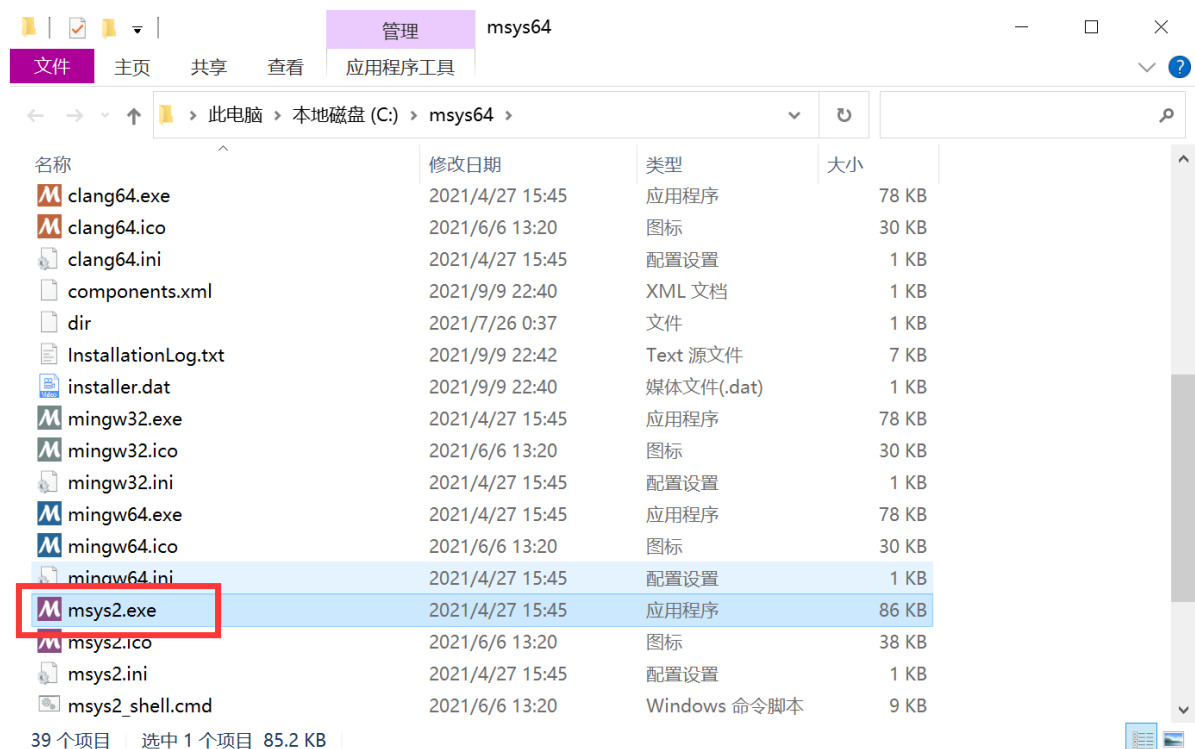 管理 msys64
文件 主页 共享 查看 应用程序工具 ?
此电脑 本地磁盘 (C:) msys64
名称 修改日期 类型 大小
clang64.exe 2021/4/27 15:45 应用程序 78 KB
clang64.ico 2021/6/6 13:20 图标 30 KB
clang64.ini 2021/4/27 15:45 配置设置 1 KB
components.xml 2021/9/9 22:40 XML 文档 1 KB
dir 2021/7/26 0:37 文件 1 KB
InstallationLog.txt 2021/9/9 22:42 Text 源文件 7 KB
installer.dat 2021/9/9 22:40 媒体文件(.dat) 1 KB
mingw32.exe 2021/4/27 15:45 应用程序 78 KB
mingw32.ico 2021/6/6 13:20 图标 30 KB
mingw32.ini 2021/4/27 15:45 配置设置 1 KB
mingw64.exe 2021/4/27 15:45 应用程序 78 KB
mingw64.ico 2021/6/6 13:20 图标 30 KB
mingw64.ini 2021/4/27 15:45 配置设置 1 KB
msys2.exe 2021/4/27 15:45 应用程序 86 KB
msys2.ico 2021/6/6 13:20 图标 38 KB
msys2.ini 2021/4/27 15:45 配置设置 1 KB
msys2_shell.cmd 2021/6/6 13:20 Windows 命令脚本 9 KB
39 个项目 选中 1 个项目 85.2 KB